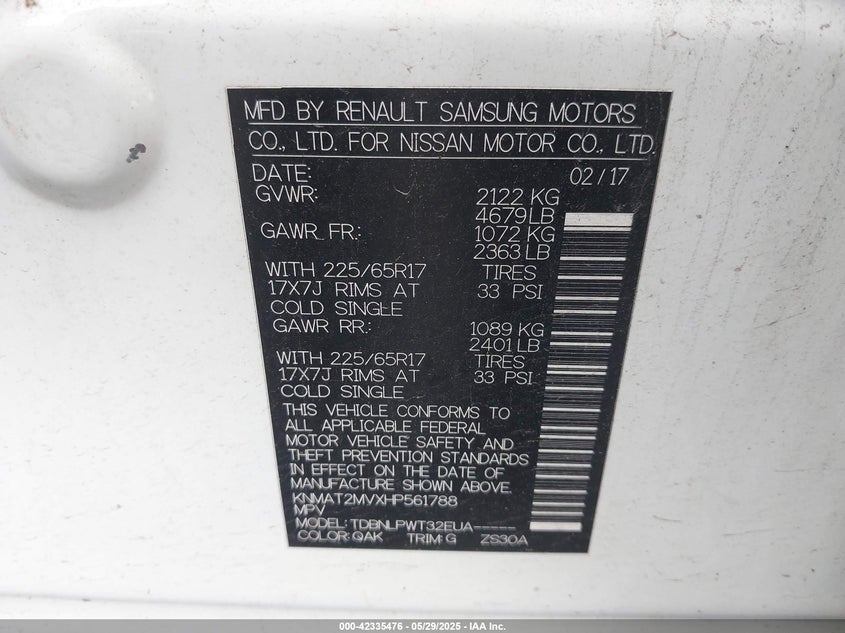 MFD BY RENAULT SAMSUNG MOTORS
CO., LTD. FOR NISSAN MOTOR CO., LTD.
DATE: 02/17
GVWR: 2122 KG
4679LB
GAWR FR.: 1072 KG
2363 LB
WITH 225/65R17 TIRES
17X7J RIMS AT 33 PSI
COLD SINGLE
GAWR RR.: 1089 KG
2401 LB
WITH 225/65R17 TIRES
17X7J RIMS AT 33 PSI
COLD SINGLE
THIS VEHICLE CONFORMS TO
ALL APPLICABLE FEDERAL
MOTOR VEHICLE SAFETY AND
THEFT PREVENTION STANDARDS
IN EFFECT ON THE DATE OF
MANUFACTURE SHOWN ABOVE.
KNMAT2MVXHP561788
MPV
MODEL: TDBNLPWT32EUA-----
COLOR: QAK TRIM: G ZS30A
000-42335476 - 05/29/2025 - IAA Inc.